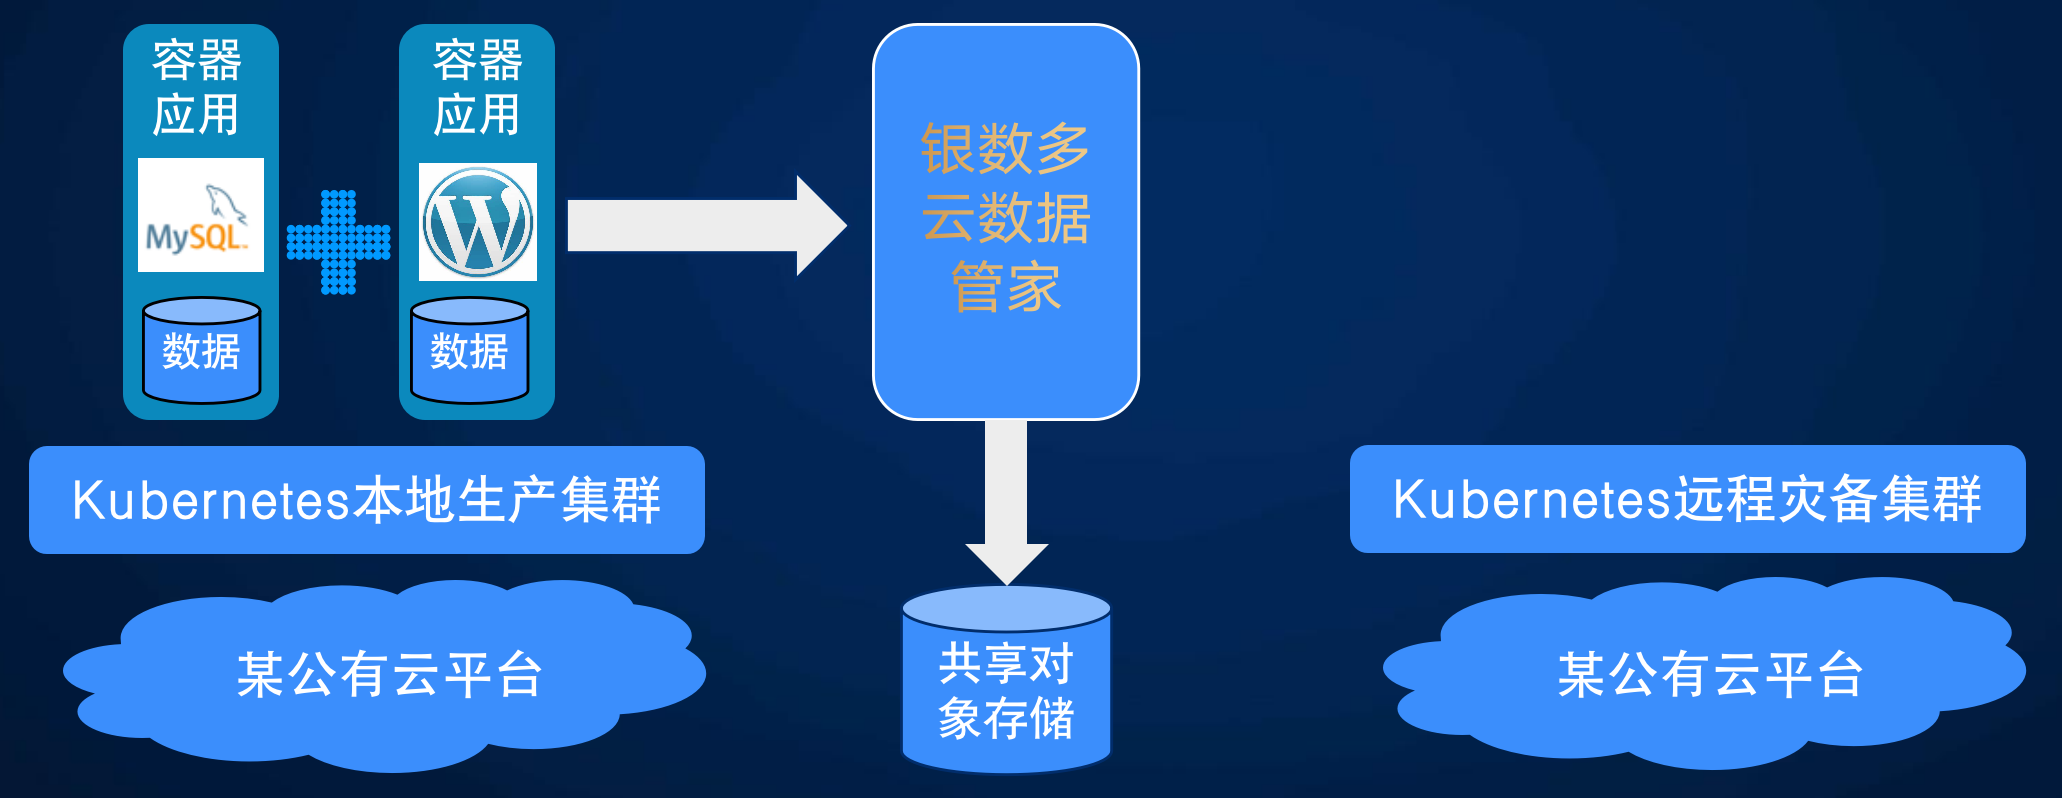 容器
应用
MySQL™
数据
容器
应用
W
数据
银数多
云数据
管家
Kubernetes本地生产集群
Kubernetes远程灾备集群
某公有云平台
共享对
象存储
某公有云平台